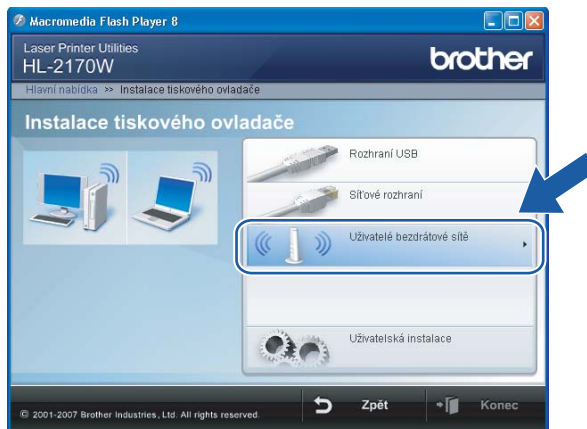 Macromedia Flash Player 8
Laser Printer Utilities
HL-2170W
brother
Hlavní nabídka >> Instalace tiskového ovladače
Instalace tiskového ovladače
Rozhraní USB
Síťové rozhraní
Uživatelé bezdrátové sítě
Uživatelská instalace
© 2001-2007 Brother Industries, Ltd. All rights reserved.
Zpět
Konec